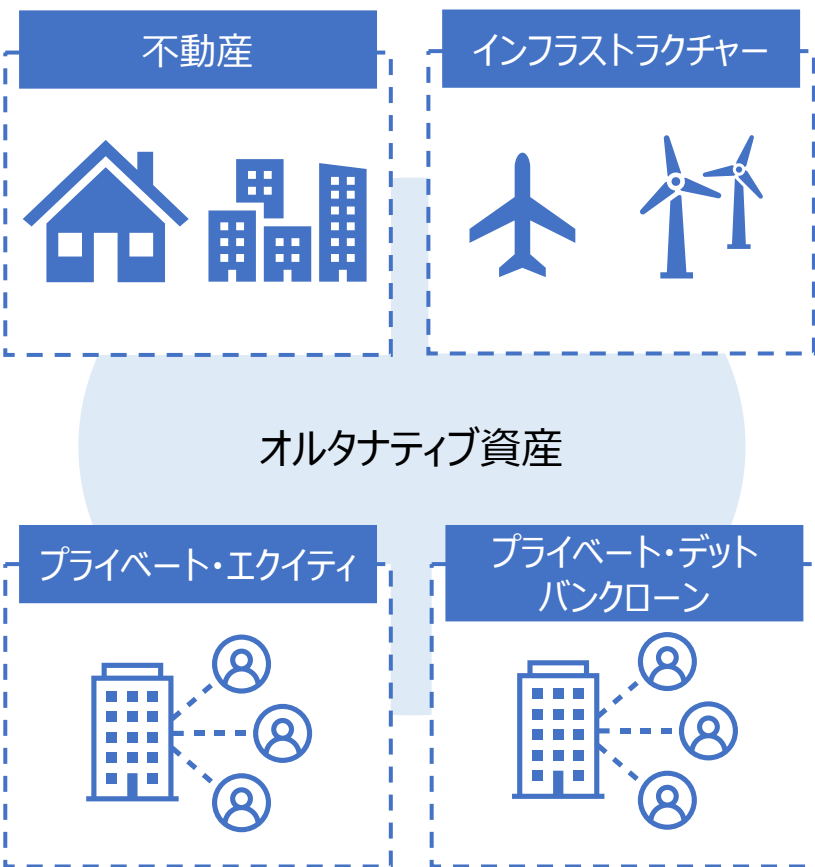 不動産
インフラストラクチャー
オルタナティブ資産
プライベート・エクイティ
プライベート・デット
バンクローン